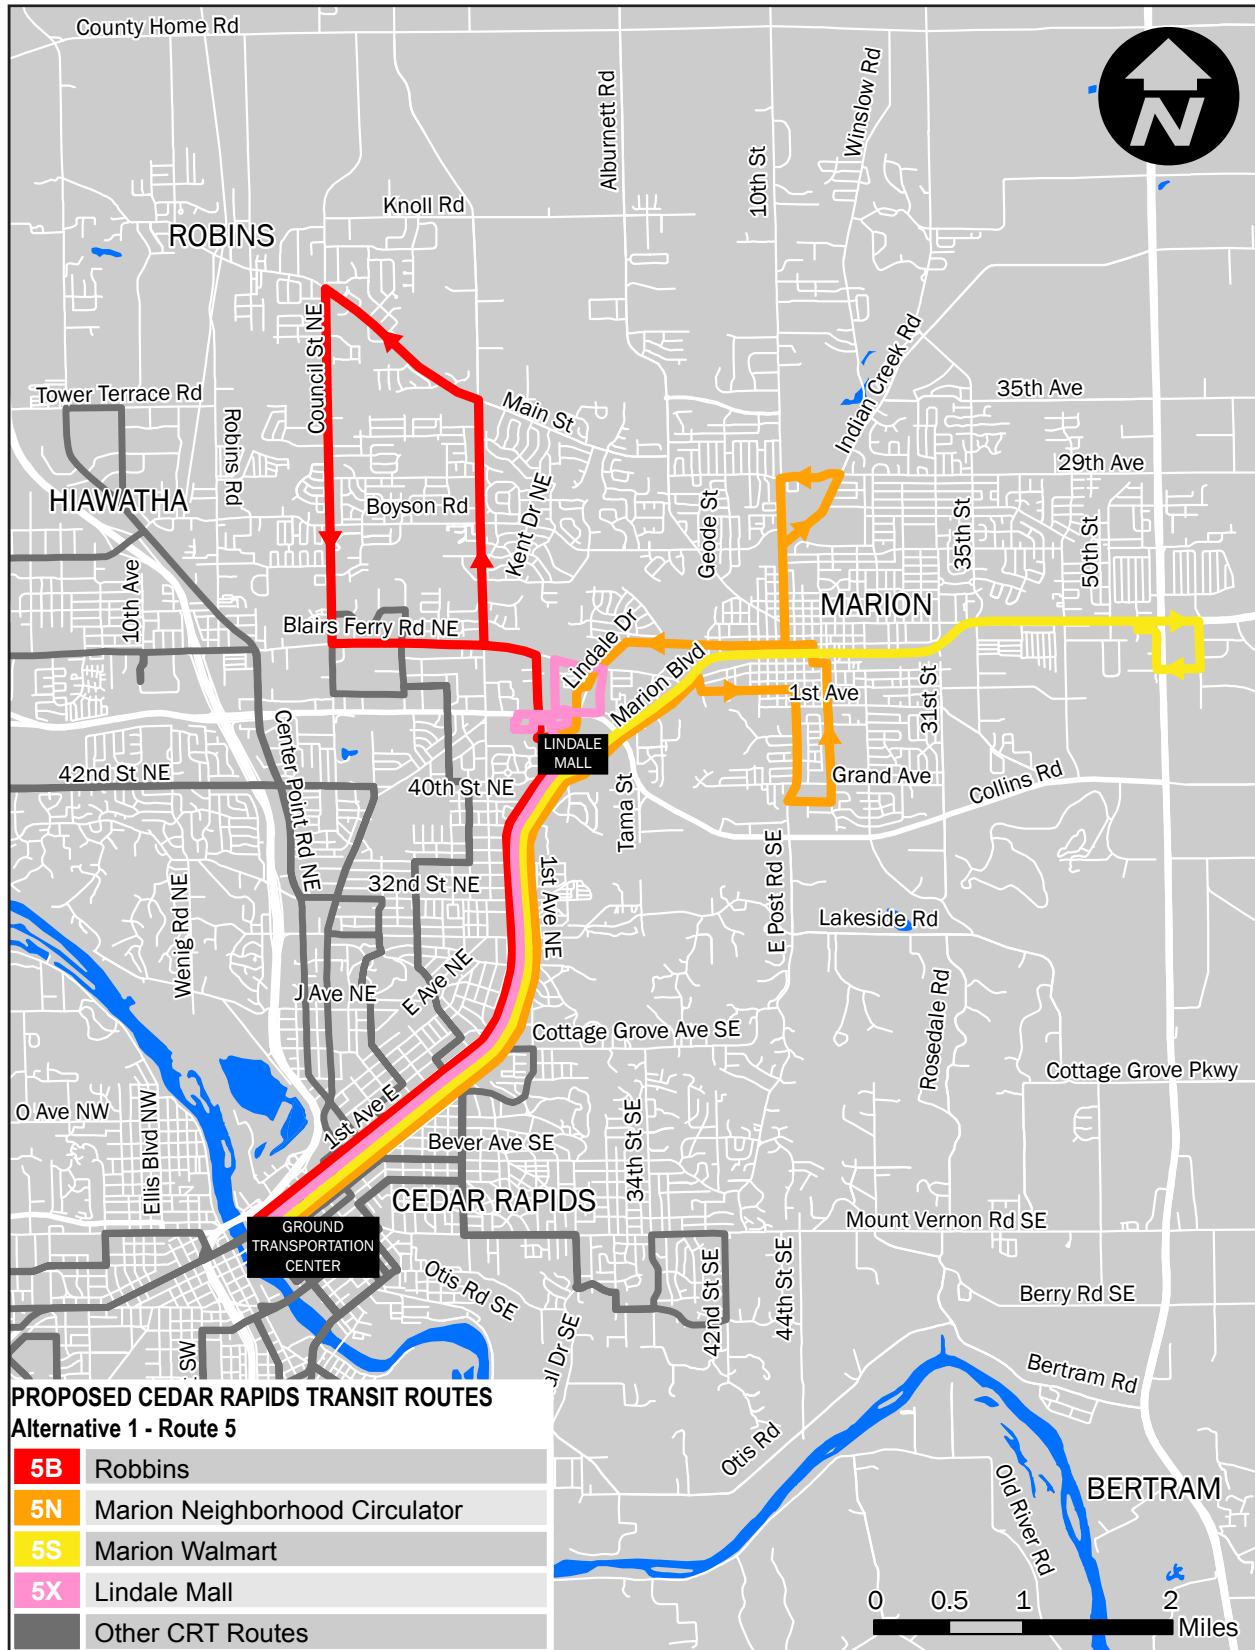 County Home Rd
Alburnett Rd
10th St
Winslow Rd
N
Knoll Rd
ROBINS
Council St NE
Indian Creek Rd
Tower Terrace Rd
Robins Rd
Main St
35th Ave
29th Ave
HIAWATHA
Boyson Rd
Kent Dr NE
Geode St
35th St
50th St
10th Ave
Blairs Ferry Rd NE
Lindale Dr
MARION
Marion Blvd
1st Ave
31st St
Center Point Rd NE
LINDALE
MALL
42nd St NE
40th St NE
Tama St
Grand Ave
Collins Rd
32nd St NE
1st Ave NE
E Post Rd SE
Wenig Rd NE
Lakeside Rd
J Ave NE
E Ave NE
Rosedale Rd
Cottage Grove Ave SE
Cottage Grove Pkwy
O Ave NW
Ellis Blvd NW
1st Ave E
Bever Ave SE
34th St SE
CEDAR RAPIDS
GROUND
TRANSPORTATION
CENTER
Mount Vernon Rd SE
Otis Rd SE
42nd St SE
44th St SE
Berry Rd SE
SW
al Dr SE
Bertram Rd
Otis Rd
Old River Rd
BERTRAM
PROPOSED CEDAR RAPIDS TRANSIT ROUTES
Alternative 1 - Route 5
5B Robbins
5N Marion Neighborhood Circulator
5S Marion Walmart
5X Lindale Mall
Other CRT Routes
0 0.5 1 2
Miles